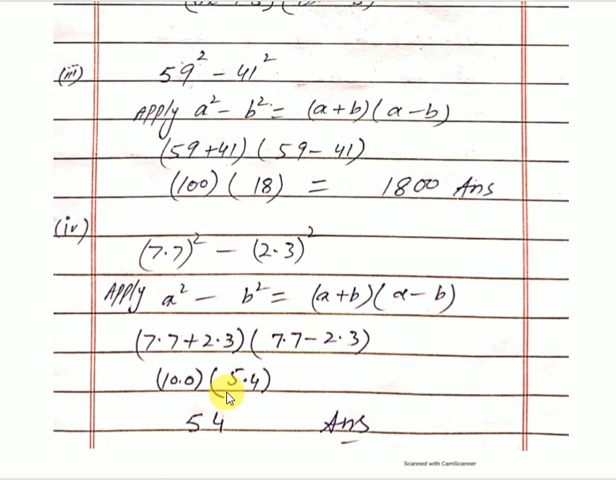 (iii) 59² - 41²
Apply a² - b² = (a+b)(a-b)
(59+41)(59-41)
(100)(18) = 1800 Ans
(iv)
(7.7)² - (2.3)²
Apply a² - b² = (a+b)(a-b)
(7.7+2.3)(7.7-2.3)
(10.0)(5.4)
54 Ans
Scanned with CamScanner